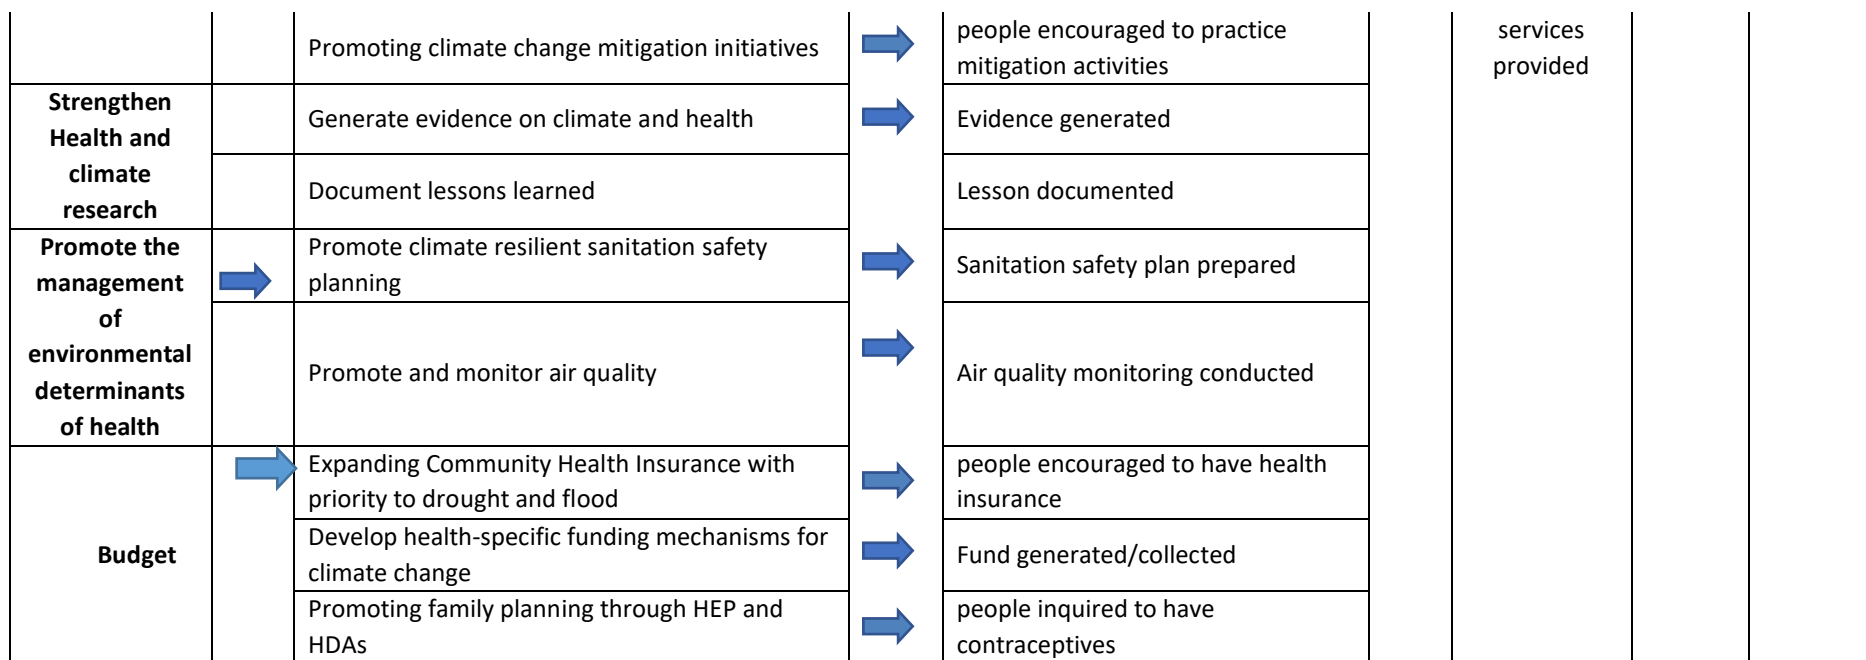 Promoting climate change mitigation initiatives
people encouraged to practice
mitigation activities
services
provided
Strengthen
Health and
climate
research
Generate evidence on climate and health
Evidence generated
Document lessons learned
Lesson documented
Promote the
management
of
environmental
determinants
of health
Promote climate resilient sanitation safety
planning
Sanitation safety plan prepared
Promote and monitor air quality
Air quality monitoring conducted
Budget
Expanding Community Health Insurance with
priority to drought and flood
people encouraged to have health
insurance
Develop health-specific funding mechanisms for
climate change
Fund generated/collected
Promoting family planning through HEP and
HDAs
people inquired to have
contraceptives